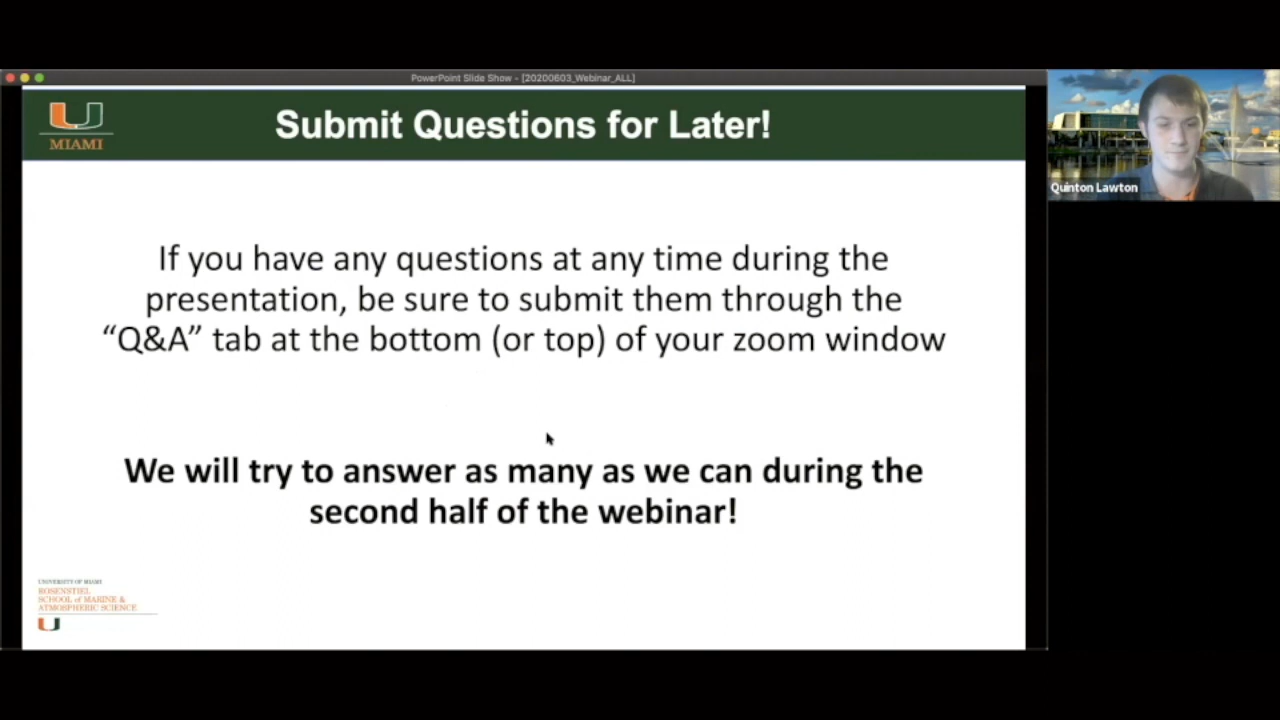 PowerPoint Slide Show - [20200603_Webinar_ALL]
MIAMI
Submit Questions for Later!
Quinton Lawton
If you have any questions at any time during the
presentation, be sure to submit them through the
“Q&A” tab at the bottom (or top) of your zoom window
We will try to answer as many as we can during the
second half of the webinar!
UNIVERSITY OF MIAMI
ROSENSTIEL
SCHOOL of MARINE &
ATMOSPHERIC SCIENCE